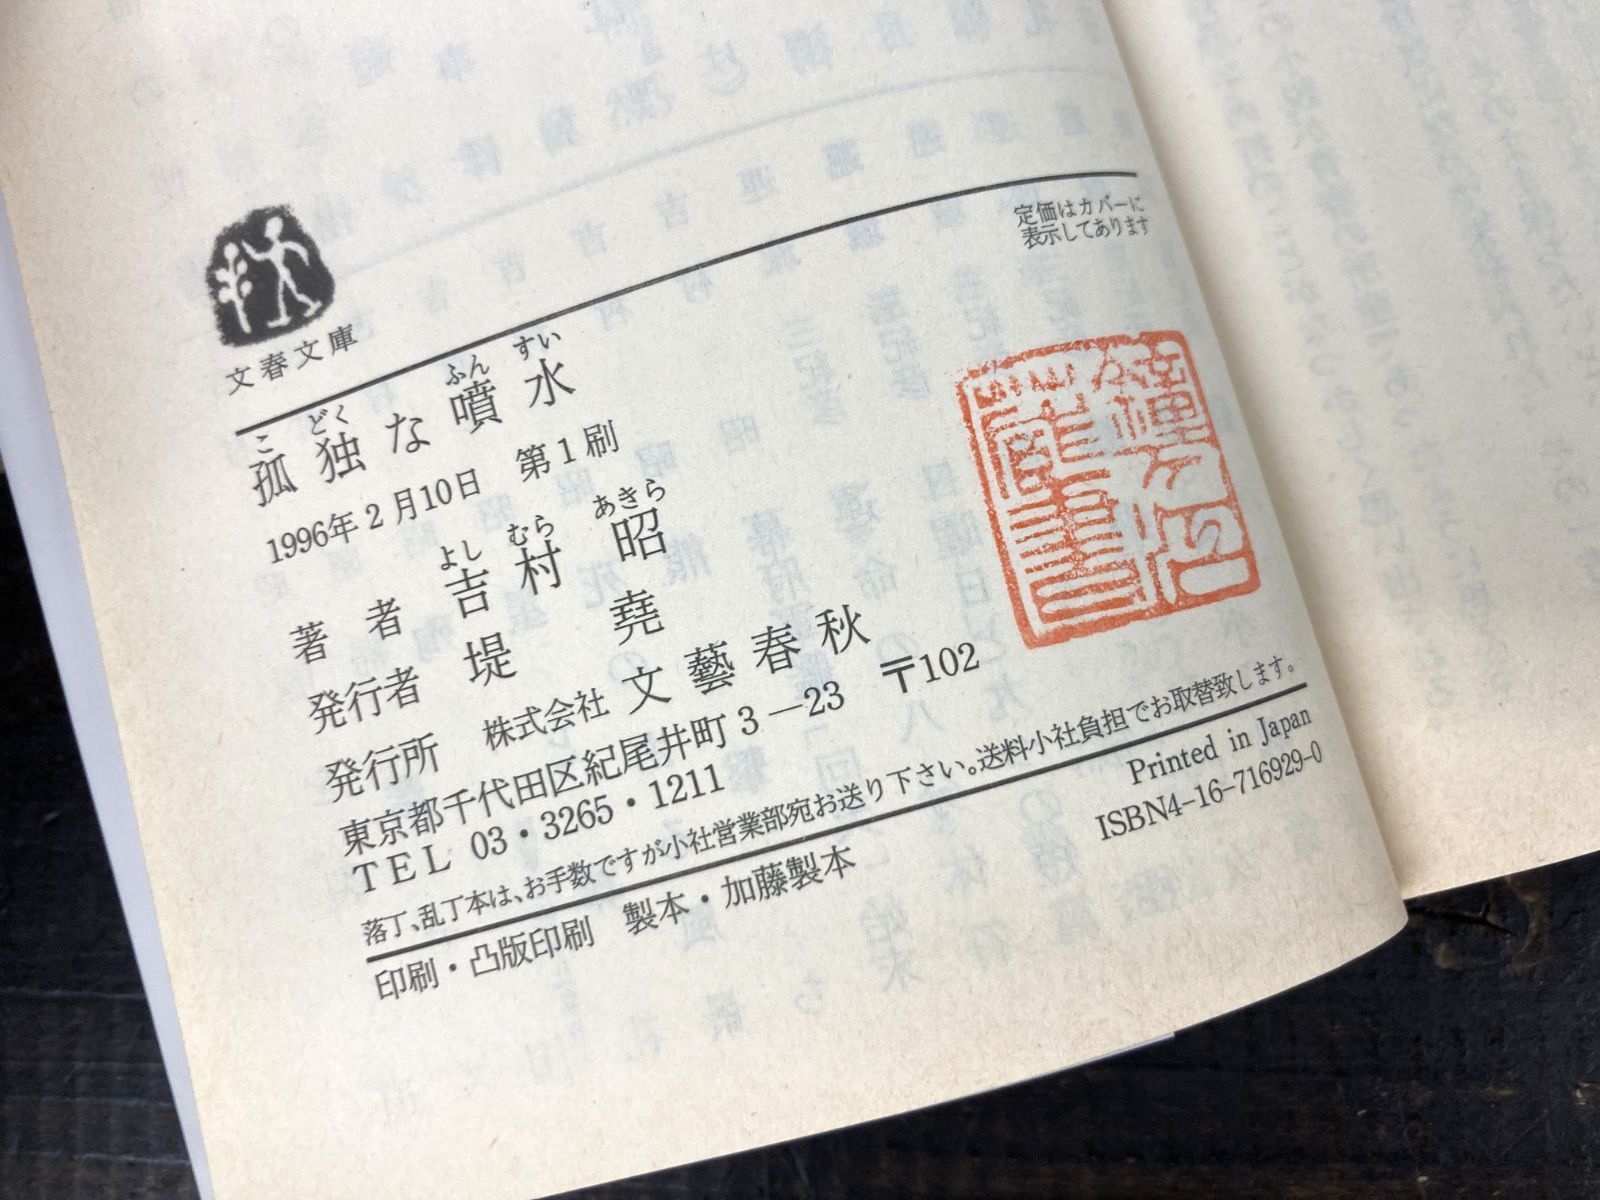 文春文庫
定価はカバーに
表示してあります
こ どく ふん すい
孤独な噴水
1996年2月10日 第1刷
よし むら あきら
著者 吉村昭
発行者 堤堯
発行所 株式会社 文藝春秋
東京都千代田区紀尾井町3―23 〒102
TEL 03・3265・1211
落丁、乱丁本は、お手数ですが小社営業部宛お送り下さい。送料小社負担でお取替致します。
印刷・凸版印刷 製本・加藤製本
Printed in Japan
ISBN4-16-716929-0